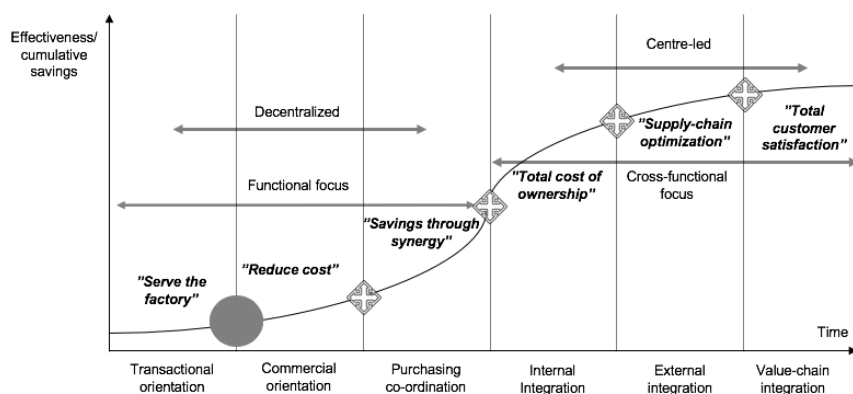 Effectiveness/
cumulative
savings
Centre-led
Decentralized
"Supply-chain
optimization"
"Total
customer
satisfaction"
Functional focus
"Total cost of
ownership"
Cross-functional
focus
"Savings through
synergy"
"Serve the
factory"
"Reduce cost"
Time
Transactional
orientation
Commercial
orientation
Purchasing
co-ordination
Internal
Integration
External
integration
Value-chain
integration